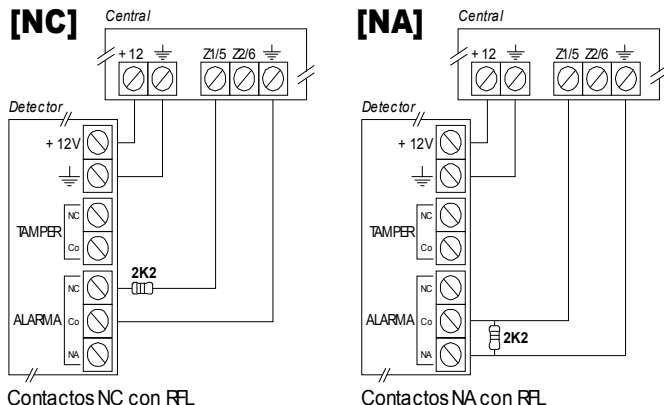 [NC]
Central
+ 12
Z1/5 Z2/6
Detector
+ 12V
NC
TAMPER
Co
2K2
NC
ALARMA
Co
NA
Contactos NC con RFL
[NA]
Central
+ 12
Z1/5 Z2/6
Detector
+ 12V
NC
TAMPER
Co
NC
ALARMA
Co
2K2
NA
Contactos NA con RFL